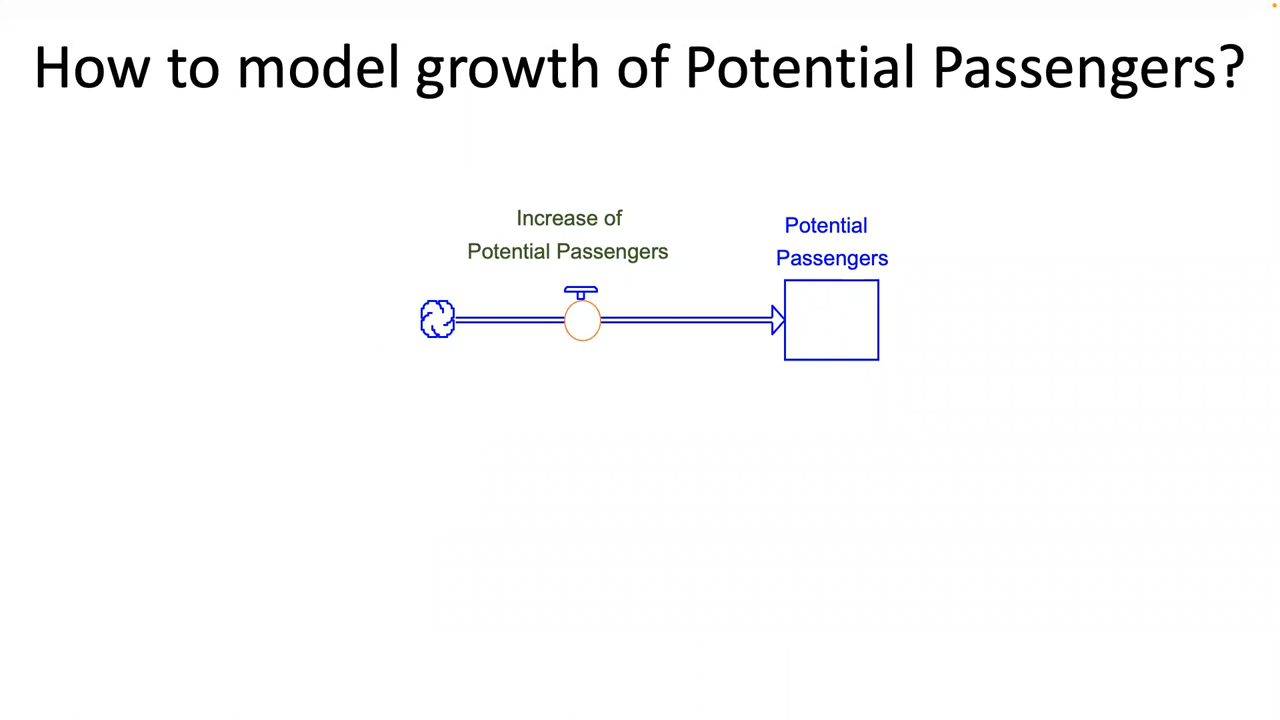 How to model growth of Potential Passengers?
Increase of
Potential Passengers
Potential
Passengers